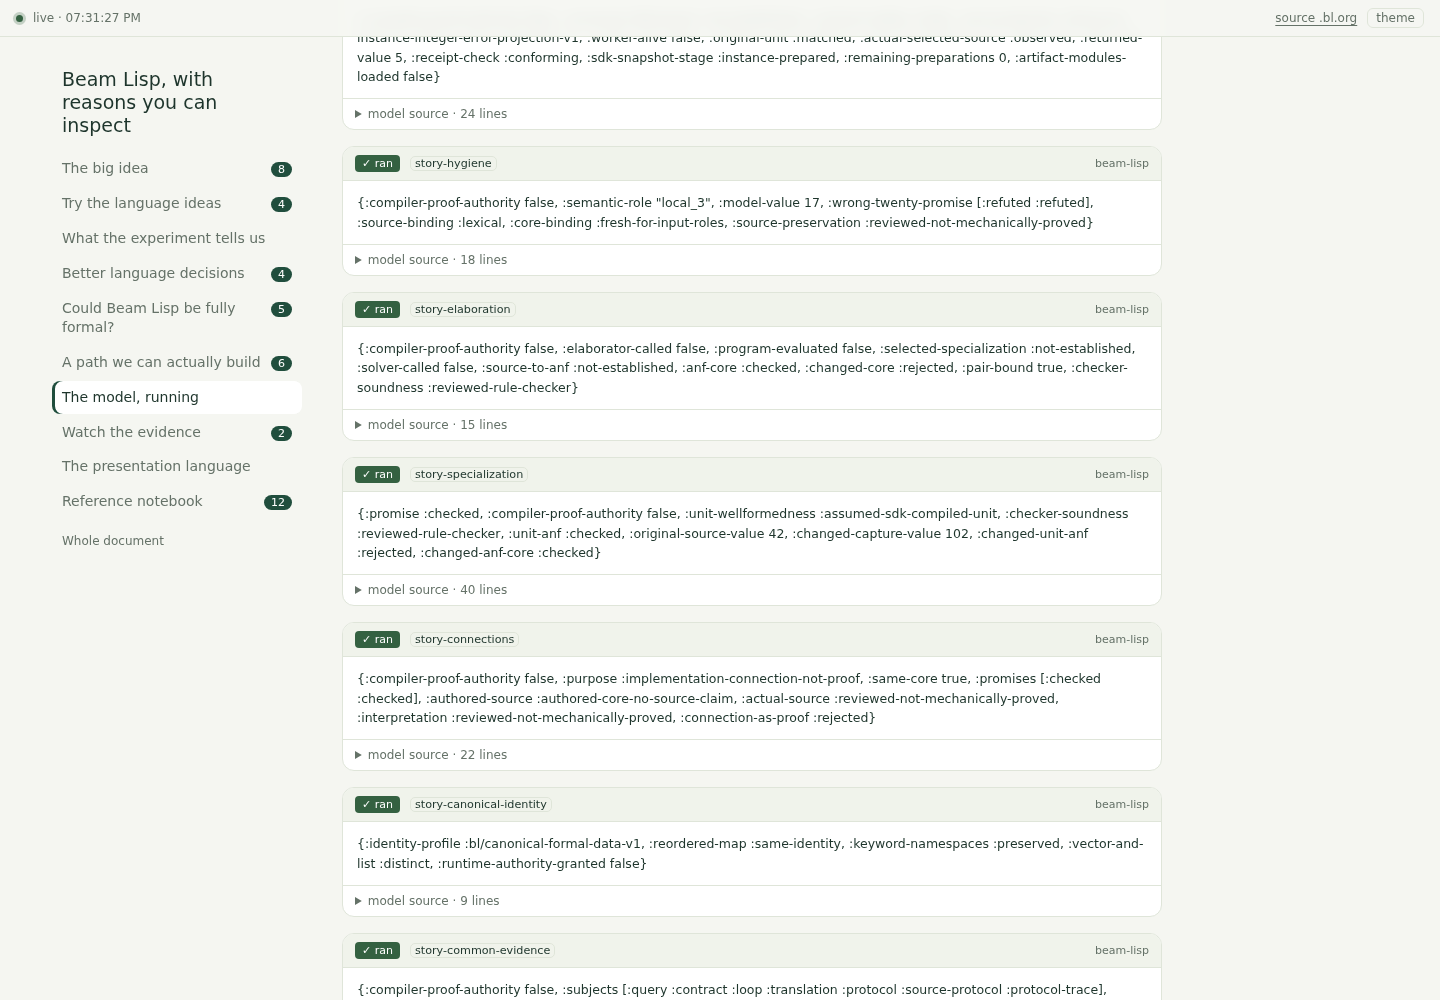 live · 07:31:27 PM
source .bl.org
theme
Beam Lisp, with
reasons you can
inspect
The big idea 8
Try the language ideas 4
What the experiment tells us
Better language decisions 4
Could Beam Lisp be fully 5
formal?
A path we can actually build 6
The model, running
Watch the evidence 2
The presentation language
Reference notebook 12
Whole document
instance-integer-error-projection-v1, :worker-alive false, :original-unit :matched, :actual-selected-source :observed, :returned-
value 5, :receipt-check :conforming, :sdk-snapshot-stage :instance-prepared, :remaining-preparations 0, :artifact-modules-
loaded false}
▶ model source · 24 lines
✓ ran story-hygiene beam-lisp
{:compiler-proof-authority false, :semantic-role "local_3", :model-value 17, :wrong-twenty-promise [:refuted :refuted],
:source-binding :lexical, :core-binding :fresh-for-input-roles, :source-preservation :reviewed-not-mechanically-proved}
▶ model source · 18 lines
✓ ran story-elaboration beam-lisp
{:compiler-proof-authority false, :elaborator-called false, :program-evaluated false, :selected-specialization :not-established,
:solver-called false, :source-to-anf :not-established, :anf-core :checked, :changed-core :rejected, :pair-bound true, :checker-
soundness :reviewed-rule-checker}
▶ model source · 15 lines
✓ ran story-specialization beam-lisp
{:promise :checked, :compiler-proof-authority false, :unit-wellformedness :assumed-sdk-compiled-unit, :checker-soundness
:reviewed-rule-checker, :unit-anf :checked, :original-source-value 42, :changed-capture-value 102, :changed-unit-anf
:rejected, :changed-anf-core :checked}
▶ model source · 40 lines
✓ ran story-connections beam-lisp
{:compiler-proof-authority false, :purpose :implementation-connection-not-proof, :same-core true, :promises [:checked
:checked], :authored-source :authored-core-no-source-claim, :actual-source :reviewed-not-mechanically-proved,
:interpretation :reviewed-not-mechanically-proved, :connection-as-proof :rejected}
▶ model source · 22 lines
✓ ran story-canonical-identity beam-lisp
{:identity-profile :bl/canonical-formal-data-v1, :reordered-map :same-identity, :keyword-namespaces :preserved, :vector-and-
list :distinct, :runtime-authority-granted false}
▶ model source · 9 lines
✓ ran story-common-evidence beam-lisp
{:compiler-proof-authority false, :subjects [:query :contract :loop :translation :protocol :source-protocol :protocol-trace],